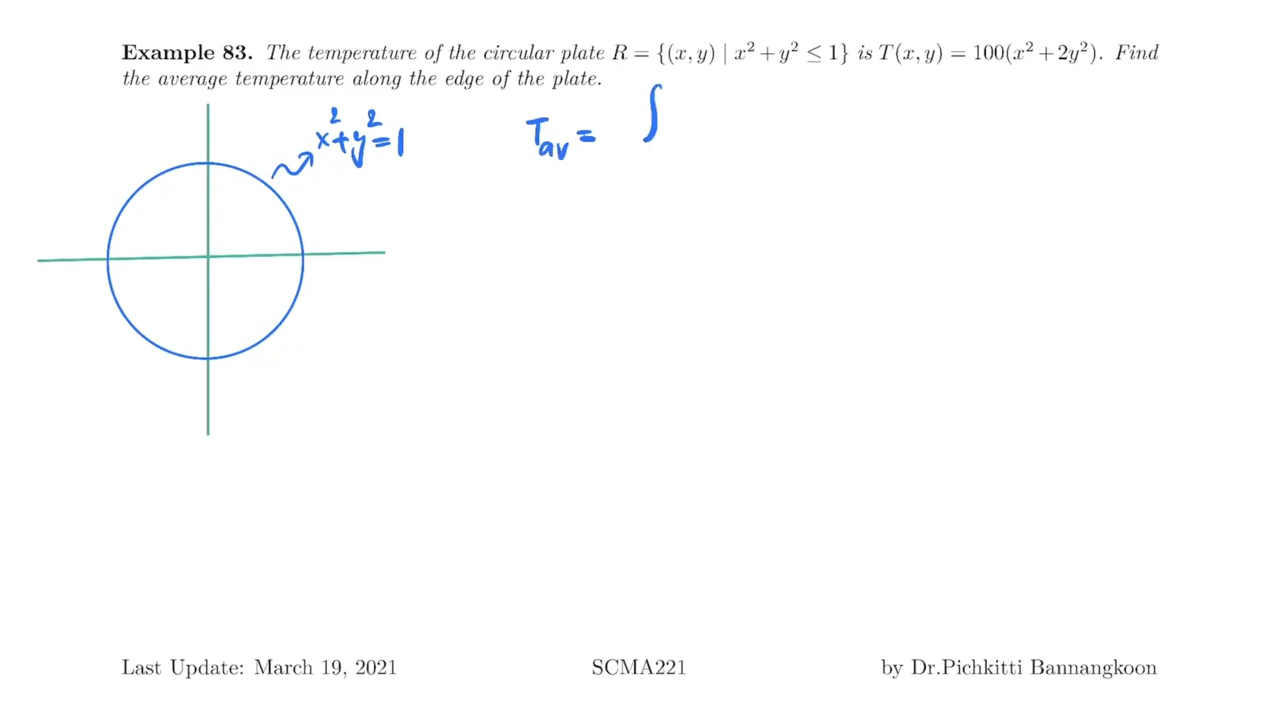 Example 83. The temperature of the circular plate R = {(x, y) | x² + y² ≤ 1} is T(x, y) = 100(x² + 2y²). Find
the average temperature along the edge of the plate.
x² + y² = 1
T_av = ∫
Last Update: March 19, 2021 SCMA221 by Dr.Pichkitti Bannangkoon